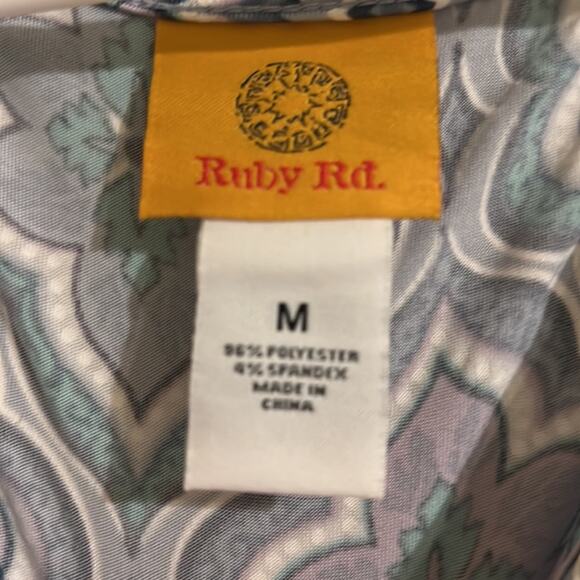 Ruby Rd.
M
96% POLYESTER
4% SPANDEX
MADE IN
CHINA